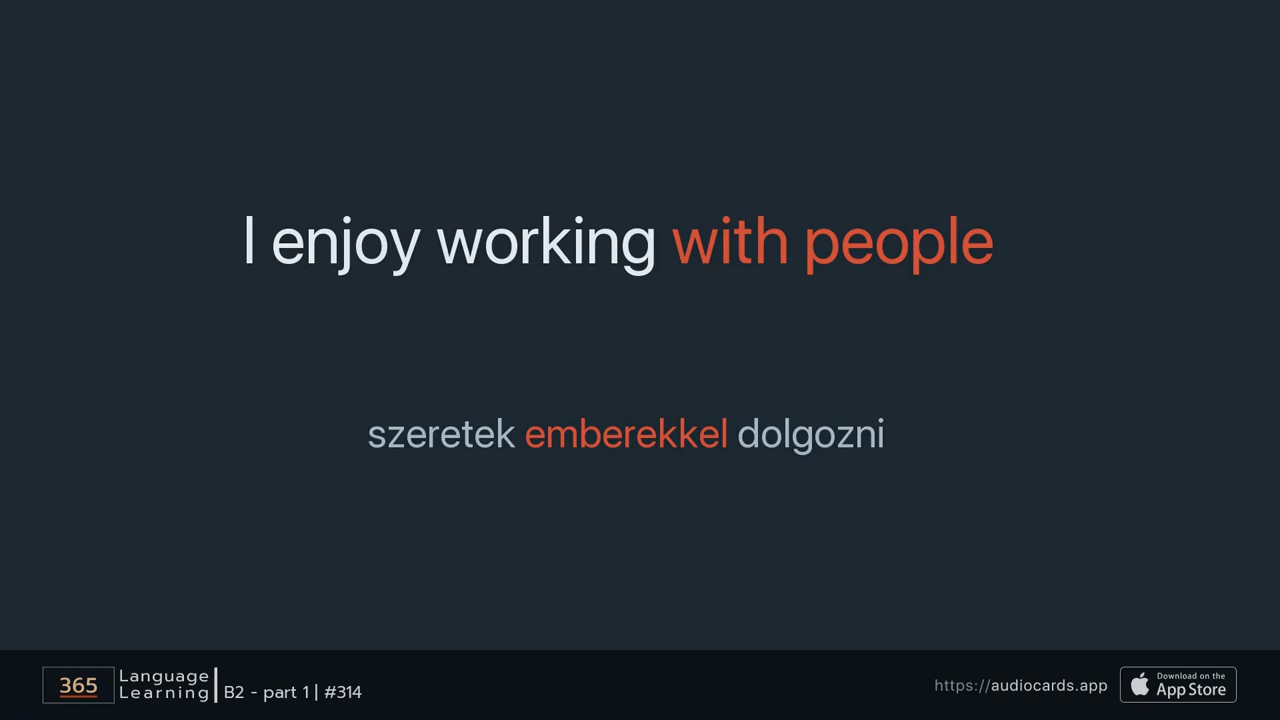 I enjoy working with people
szeretek emberekkel dolgozni
365
Language
Learning
B2 - part 1 | #314
https://audiocards.app
Download on the
App Store